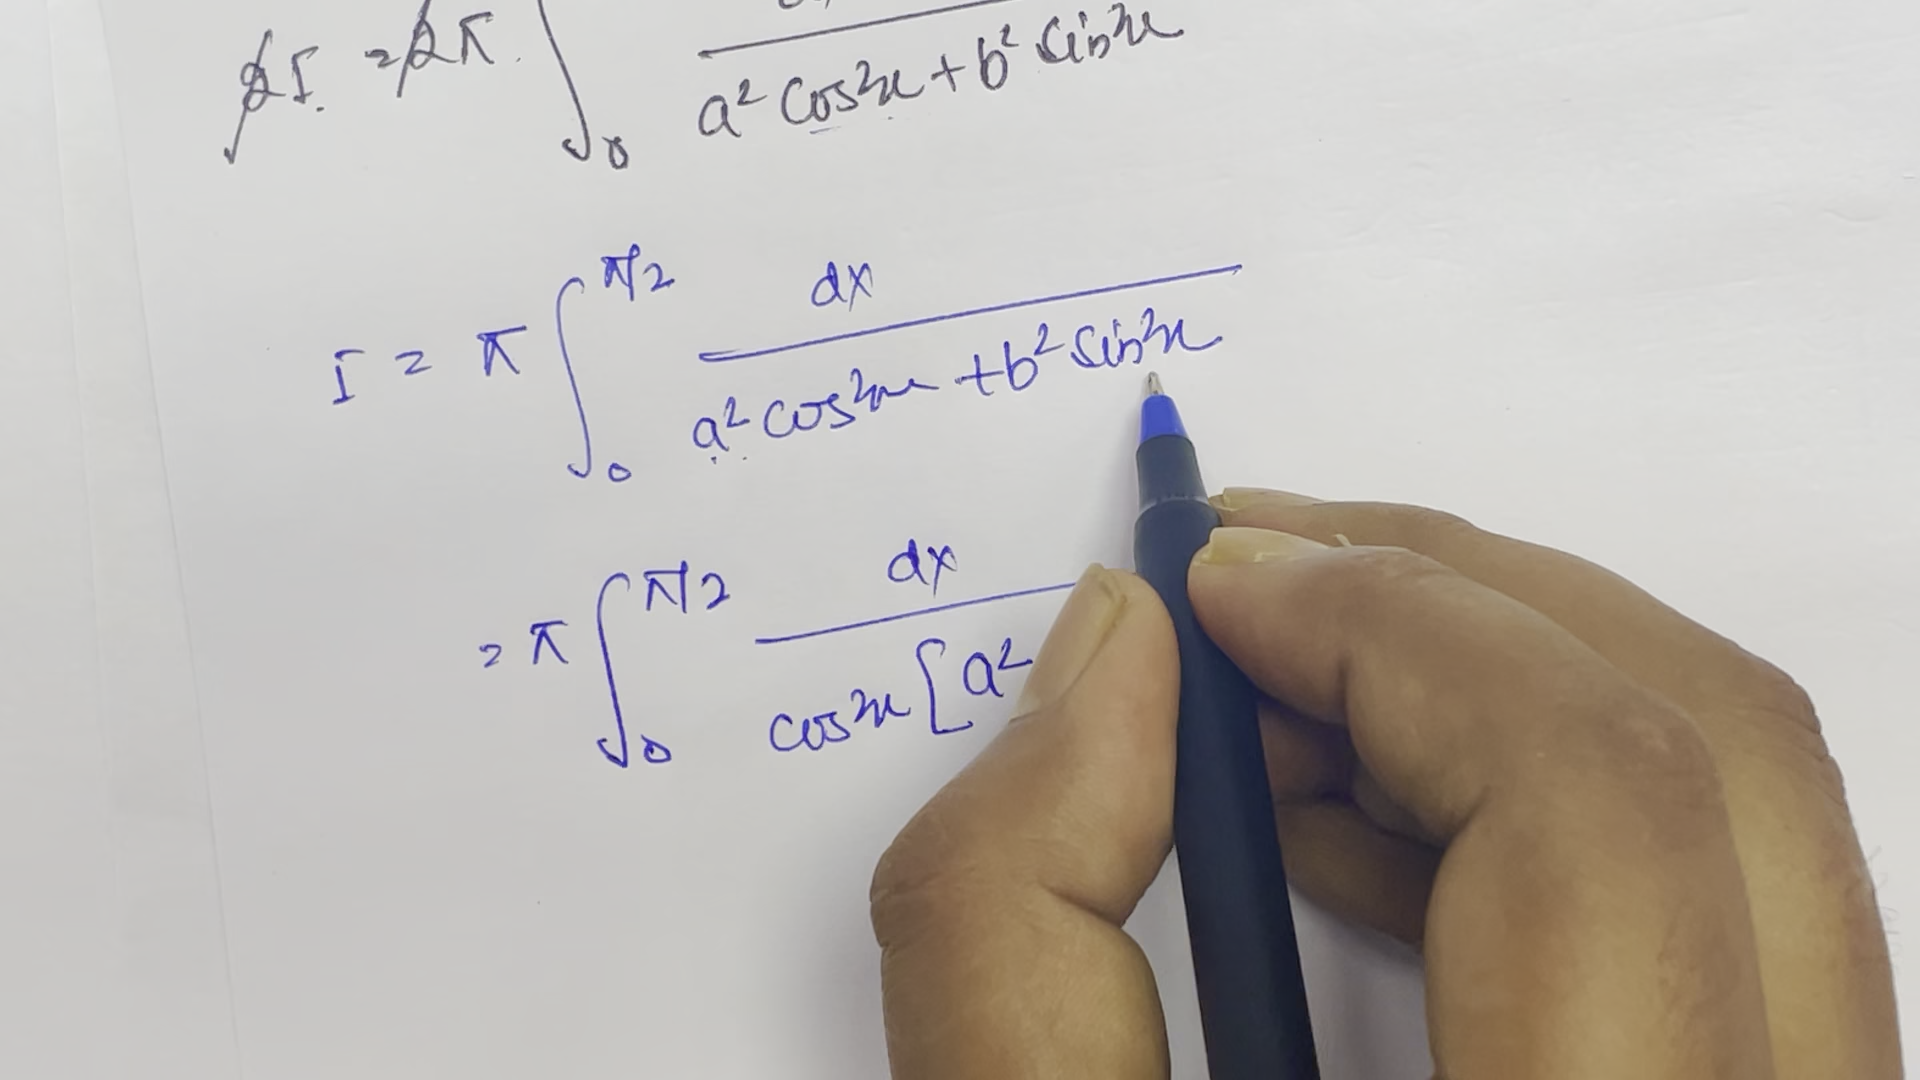 2I. = 2π. ∫₀ / a² cos²x + b² sin²x
I = π ∫₀^π/2 dx / a² cos²x + b² sin²x
= π ∫₀^π/2 dx / cos²x [a²